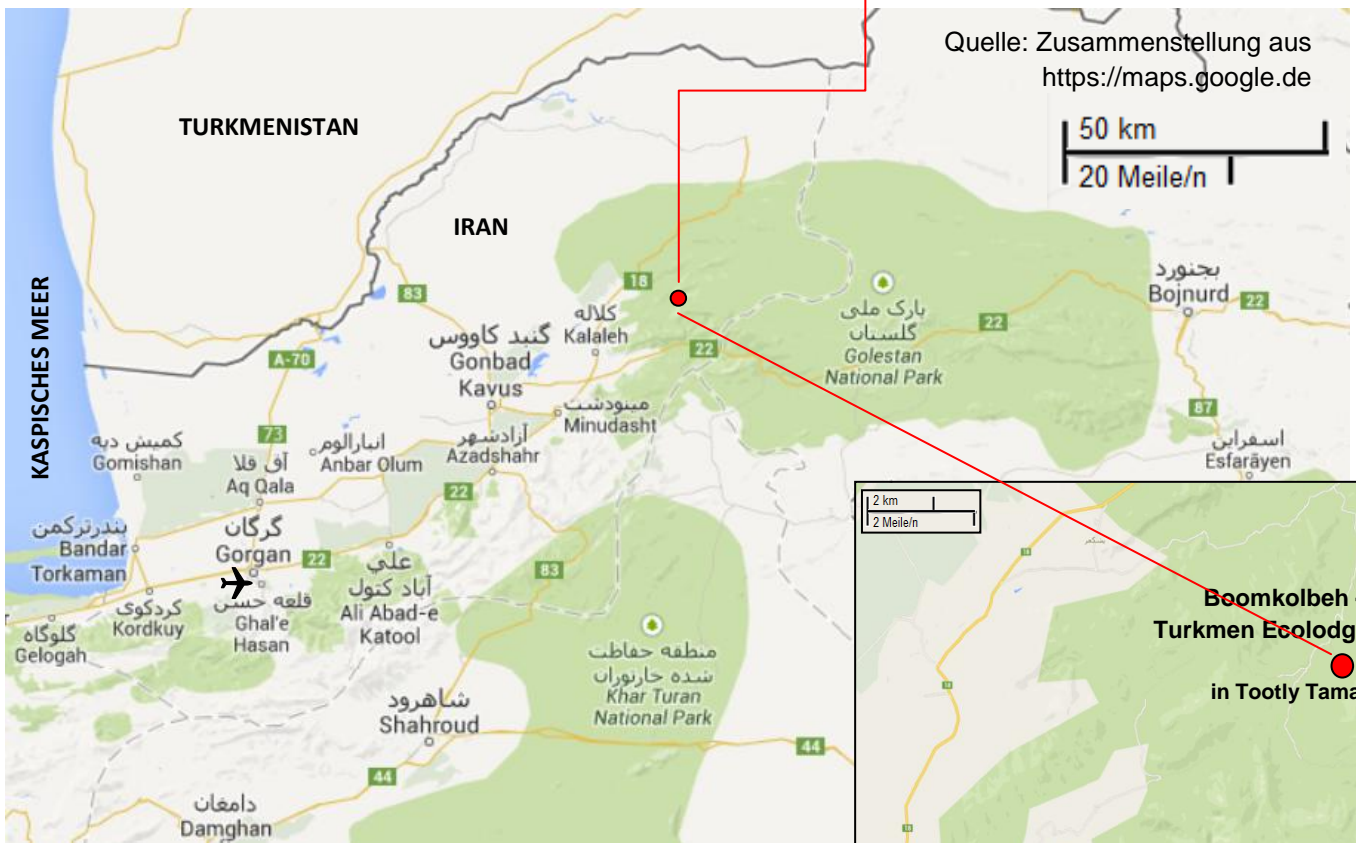 Quelle: Zusammenstellung aus
https://maps.google.de
50 km
20 Meile/n
TURKMENISTAN
IRAN
KASPISCHES MEER
18
83
A-70
73
22
22
22
22
22
87
83
44
44
کلاله
Kalaleh
گنبد کاووس
Gonbad
Kavus
مینودشت
Minudasht
پارک ملی
گلستان
Golestan
National Park
بجنورد
Bojnurd
اسفراین
Esfarāyen
کمیش دپه
Gomishan
آق قلا
Aq Qala
انبارالوم
Anbar Olum
آزادشهر
Azadshahr
بندرترکمن
Bandar
Torkaman
گرگان
Gorgan
کردکوی
Kordkuy
گلوگاه
Gelogah
قلعه حسن
Ghal'e
Hasan
علي
آباد کتول
Ali Abad-e
Katool
منطقه حفاظت
شده خارتوران
Khar Turan
National Park
شاهرود
Shahroud
دامغان
Damghan
2 km
2 Meile/n
18
18
18
Boomkolbeh
Turkmen Ecolodg
in Tootly Tama